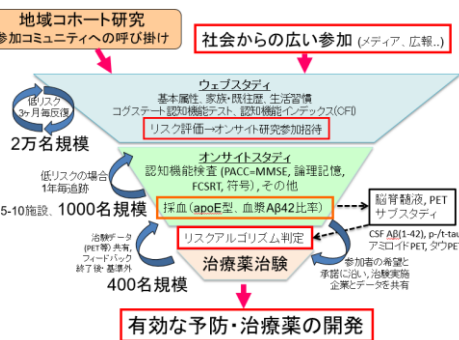 地域コホート研究
参加コミュニティへの呼び掛け
社会からの広い参加 (メディア、広報..)
ウェブスタディ
基本属性、家族・既往歴、生活習慣
コグステート認知機能テスト、認知機能インデックス(CFI)
リスク評価→オンサイト研究参加招待
低リスク
3ヶ月毎反復
2万名規模
オンサイトスタディ
認知機能検査 (PACC=MMSE, 論理記憶,
FCSRT, 符号), その他
採血(apoE型、血漿Aβ42比率)
低リスクの場合
1年毎追跡
5-10施設、1000名規模
脳脊髄液, PET
サブスタディ
CSF Aβ(1-42), p-/t-tau
アミロイドPET, タウPET
リスクアルゴリズム判定
治療薬治験
治験データ
(PET等) 共有,
フィードバック
終了後・基準外
400名規模
参加者の希望と
承諾に沿い, 治験実施
企業とデータを共有
有効な予防・治療薬の開発